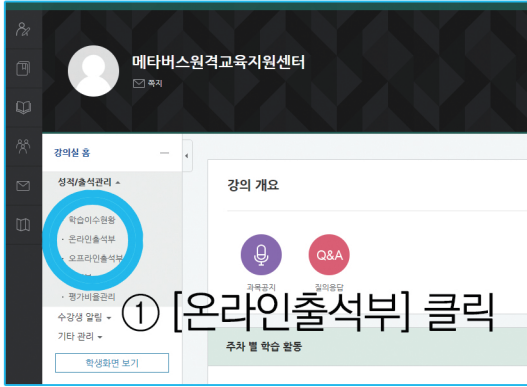 메타버스원격교육지원센터
쪽지
강의실 홈
성적/출석관리
학습이수현황
온라인출석부
오프라인출석부
평가비율관리
수강생 알림
기타 관리
학생화면 보기
강의 개요
Q&A
과목공지
질의응답
① [온라인출석부] 클릭
주차 별 학습 활동